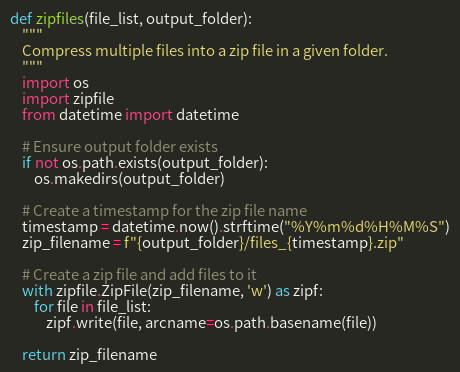 def zipfiles(file_list, output_folder):
    """
    Compress multiple files into a zip file in a given folder.
    """
    import os
    import zipfile
    from datetime import datetime

    # Ensure output folder exists
    if not os.path.exists(output_folder):
        os.makedirs(output_folder)

    # Create a timestamp for the zip file name
    timestamp = datetime.now().strftime("%Y%m%d%H%M%S")
    zip_filename = f"{output_folder}/files_{timestamp}.zip"

    # Create a zip file and add files to it
    with zipfile.ZipFile(zip_filename, 'w') as zipf:
        for file in file_list:
            zipf.write(file, arcname=os.path.basename(file))

    return zip_filename